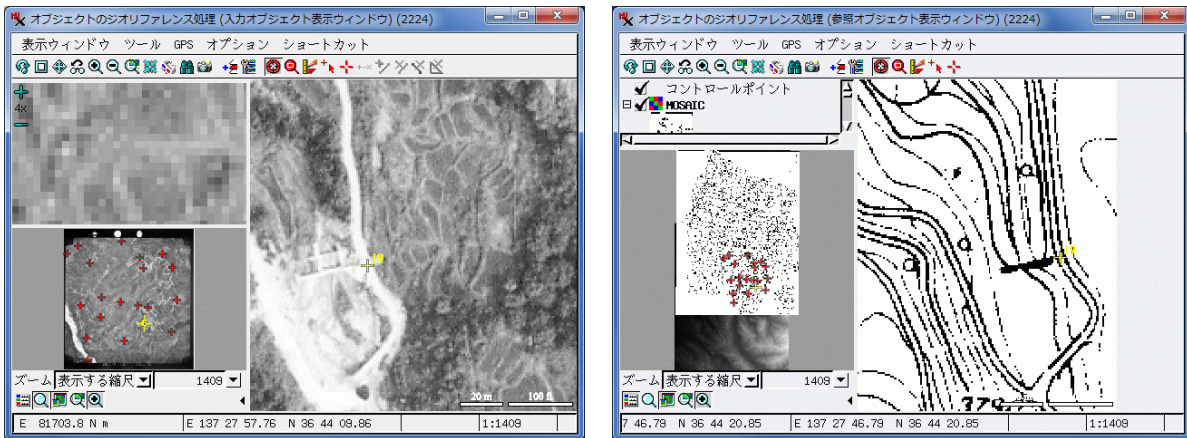 オブジェクトのジオリファレンス処理 (入力オブジェクト表示ウィンドウ) (2224)
表示ウィンドウ ツール GPS オプション ショートカット
4x
19
ズーム 表示する縮尺 1409
20 m 100 ft
E 81703.8 N m E 137 27 57.76 N 36 44 09.86 1:1409
オブジェクトのジオリファレンス処理 (参照オブジェクト表示ウィンドウ) (2224)
表示ウィンドウ ツール GPS オプション ショートカット
コントロールポイント
MOSAIC
19
ズーム 表示する縮尺 1409
7 46.79 N 36 44 20.85 E 137 27 46.79 N 36 44 20.85 1:1409